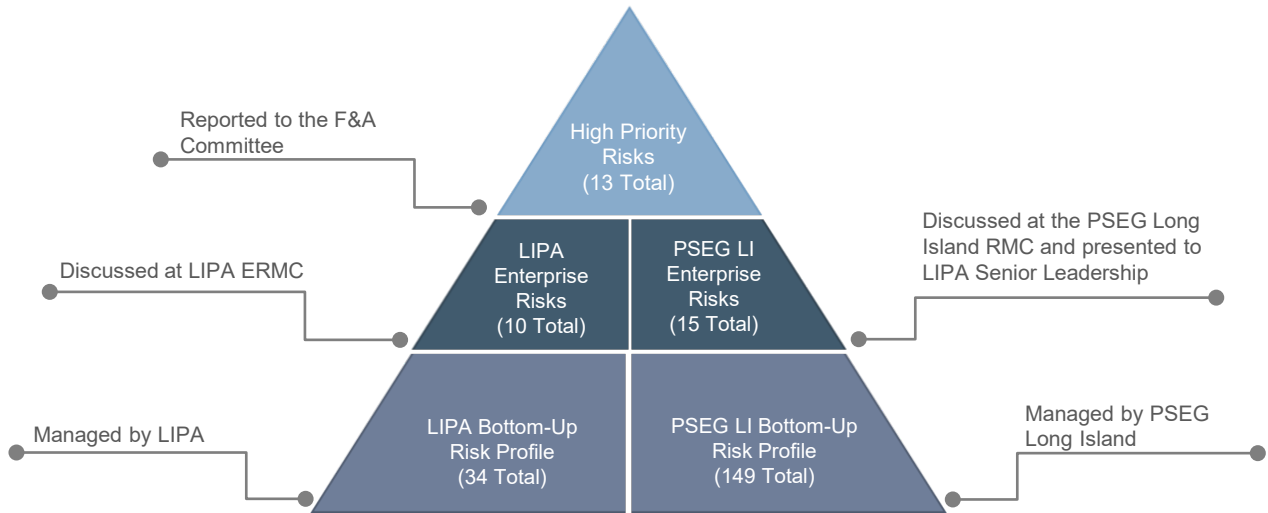 Reported to the F&A
Committee
High Priority
Risks
(13 Total)
Discussed at LIPA ERMC
LIPA
Enterprise
Risks
(10 Total)
PSEG LI
Enterprise
Risks
(15 Total)
Discussed at the PSEG Long
Island RMC and presented to
LIPA Senior Leadership
Managed by LIPA
LIPA Bottom-Up
Risk Profile
(34 Total)
PSEG LI Bottom-Up
Risk Profile
(149 Total)
Managed by PSEG
Long Island